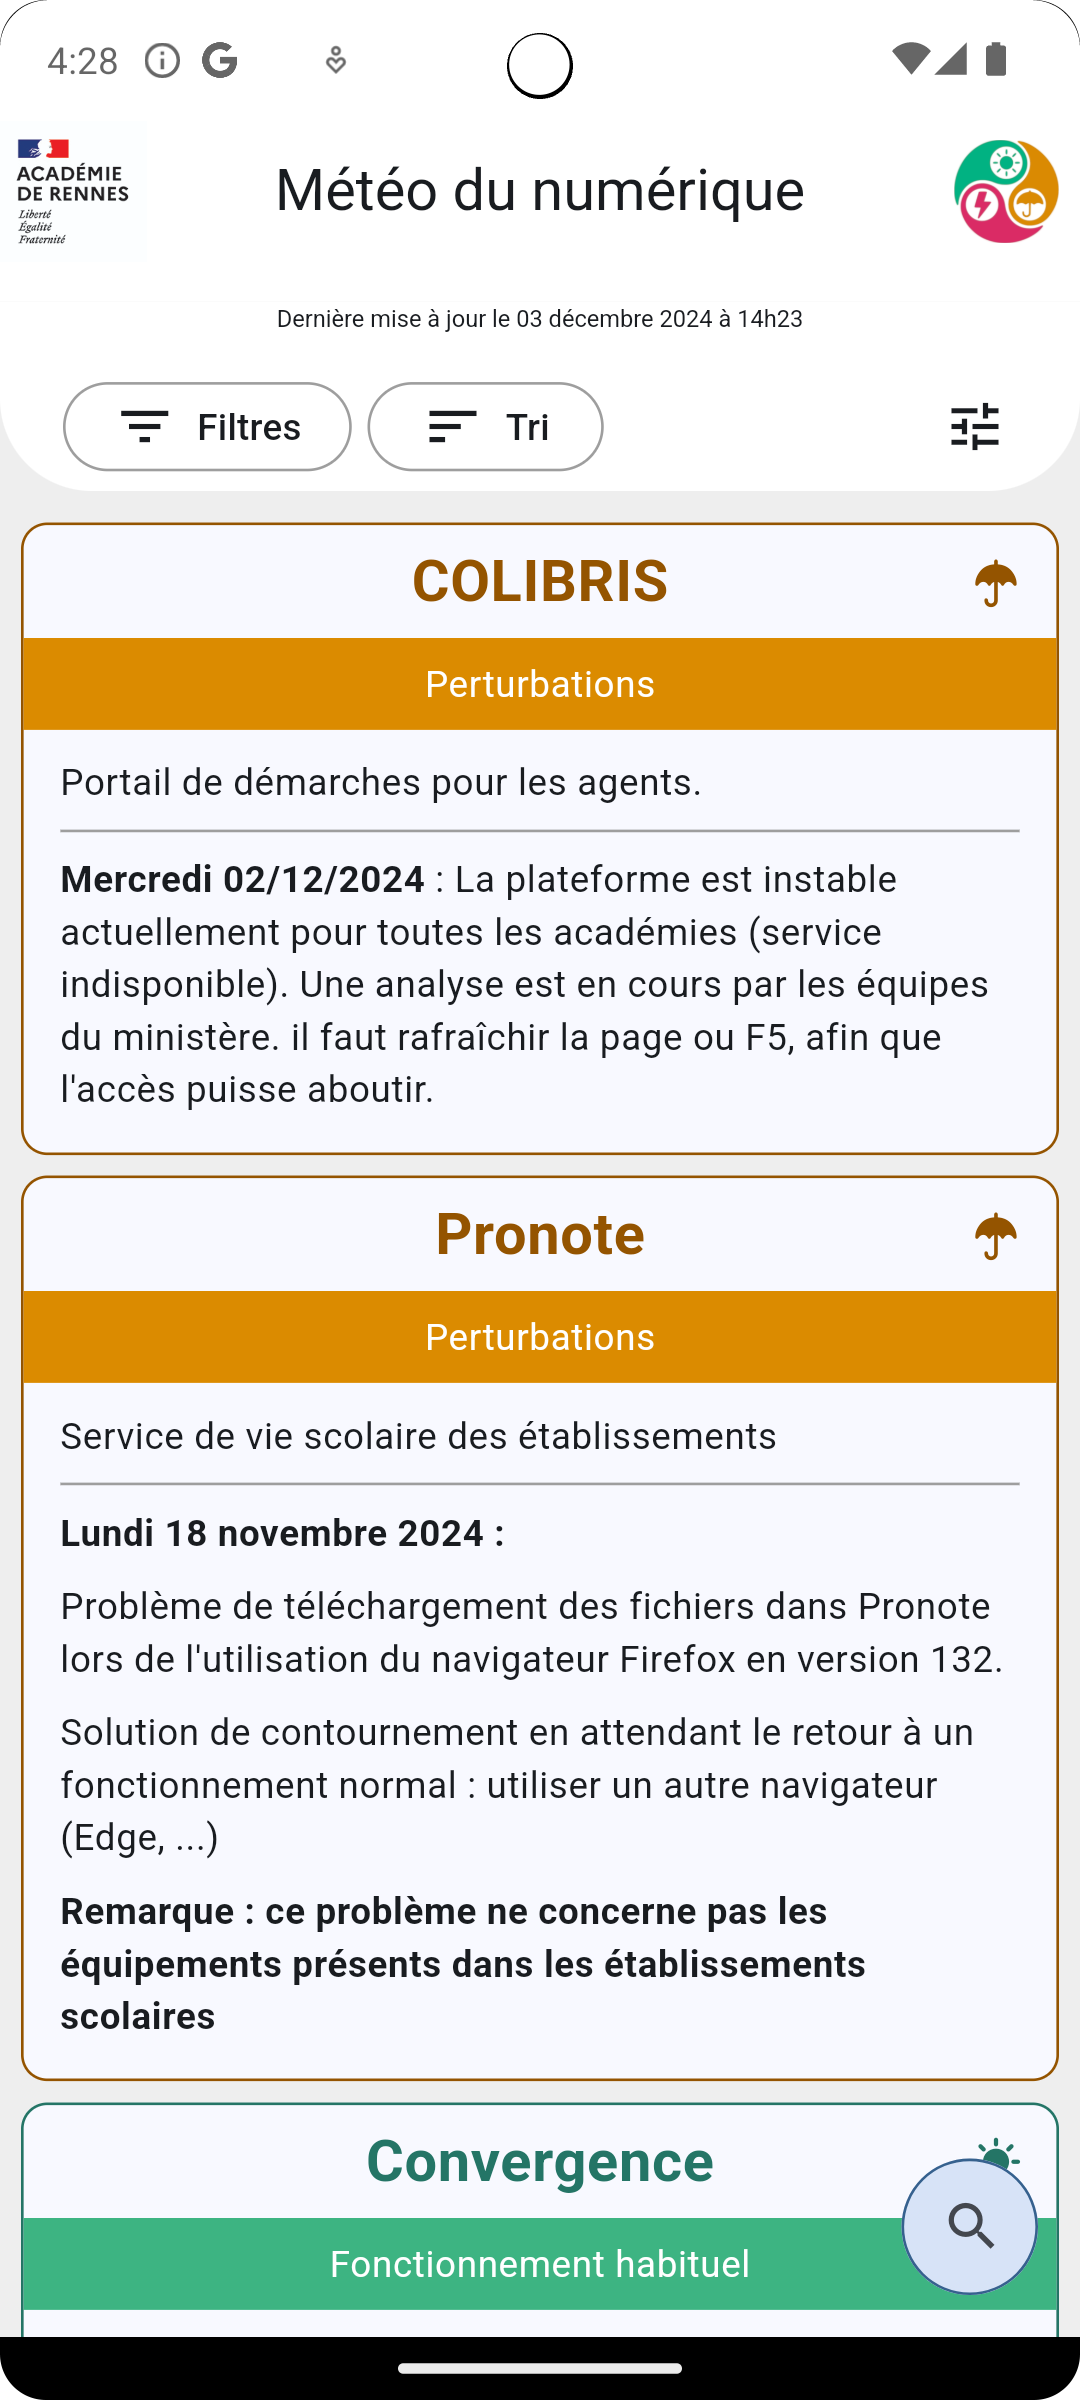 4:28
ACADÉMIE
DE RENNES
Liberté
Égalité
Fraternité
Météo du numérique
Dernière mise à jour le 03 décembre 2024 à 14h23
Filtres
Tri
COLIBRIS
Perturbations
Portail de démarches pour les agents.
Mercredi 02/12/2024 : La plateforme est instable
actuellement pour toutes les académies (service
indisponible). Une analyse est en cours par les équipes
du ministère. il faut rafraîchir la page ou F5, afin que
l'accès puisse aboutir.
Pronote
Perturbations
Service de vie scolaire des établissements
Lundi 18 novembre 2024 :
Problème de téléchargement des fichiers dans Pronote
lors de l'utilisation du navigateur Firefox en version 132.
Solution de contournement en attendant le retour à un
fonctionnement normal : utiliser un autre navigateur
(Edge, ...)
Remarque : ce problème ne concerne pas les
équipements présents dans les établissements
scolaires
Convergence
Fonctionnement habituel